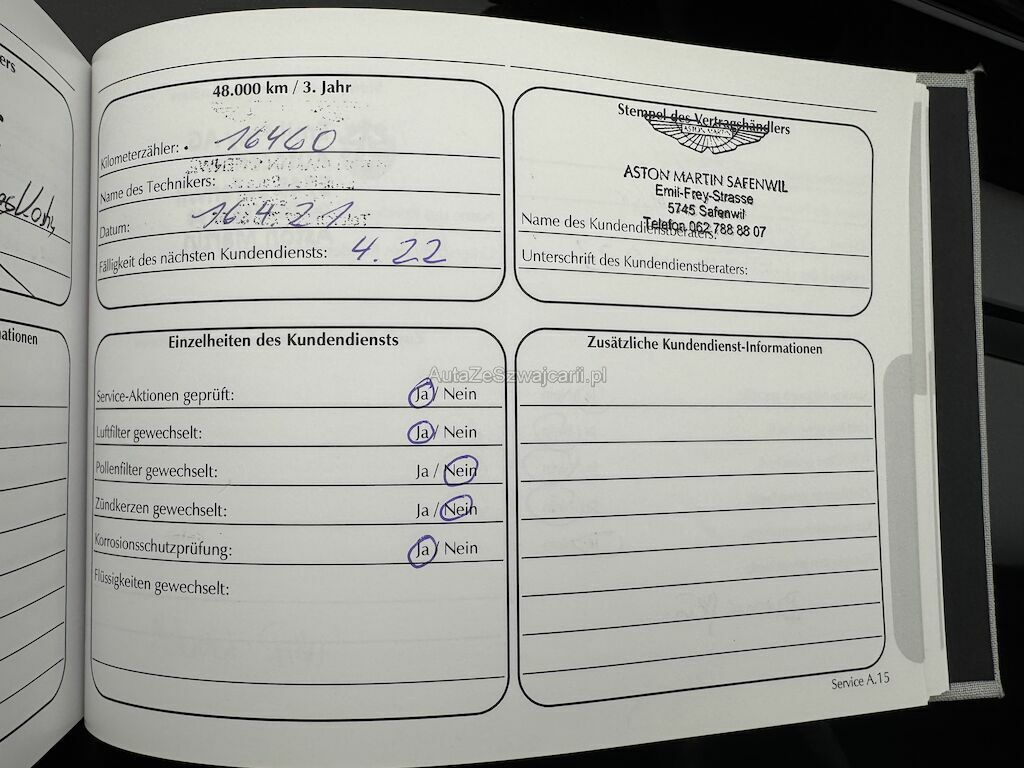 48.000 km / 3. Jahr
Kilometerzähler: 16460
Name des Technikers:
Datum: 16.4.21
Fälligkeit des nächsten Kundendiensts: 4.22
Stempel des Vertragshändlers
ASTON MARTIN
ASTON MARTIN SAFENWIL
Emil-Frey-Strasse
5745 Safenwil
Telefon 062 788 88 07
Name des Kundendienstberaters:
Unterschrift des Kundendienstberaters:
Einzelheiten des Kundendiensts
AutaZeSzwajcarii.pl
Service-Aktionen geprüft: Ja / Nein
Luftfilter gewechselt: Ja / Nein
Pollenfilter gewechselt: Ja / Nein
Zündkerzen gewechselt: Ja / Nein
Korrosionsschutzprüfung: Ja / Nein
Flüssigkeiten gewechselt:
Zusätzliche Kundendienst-Informationen
Service A.15